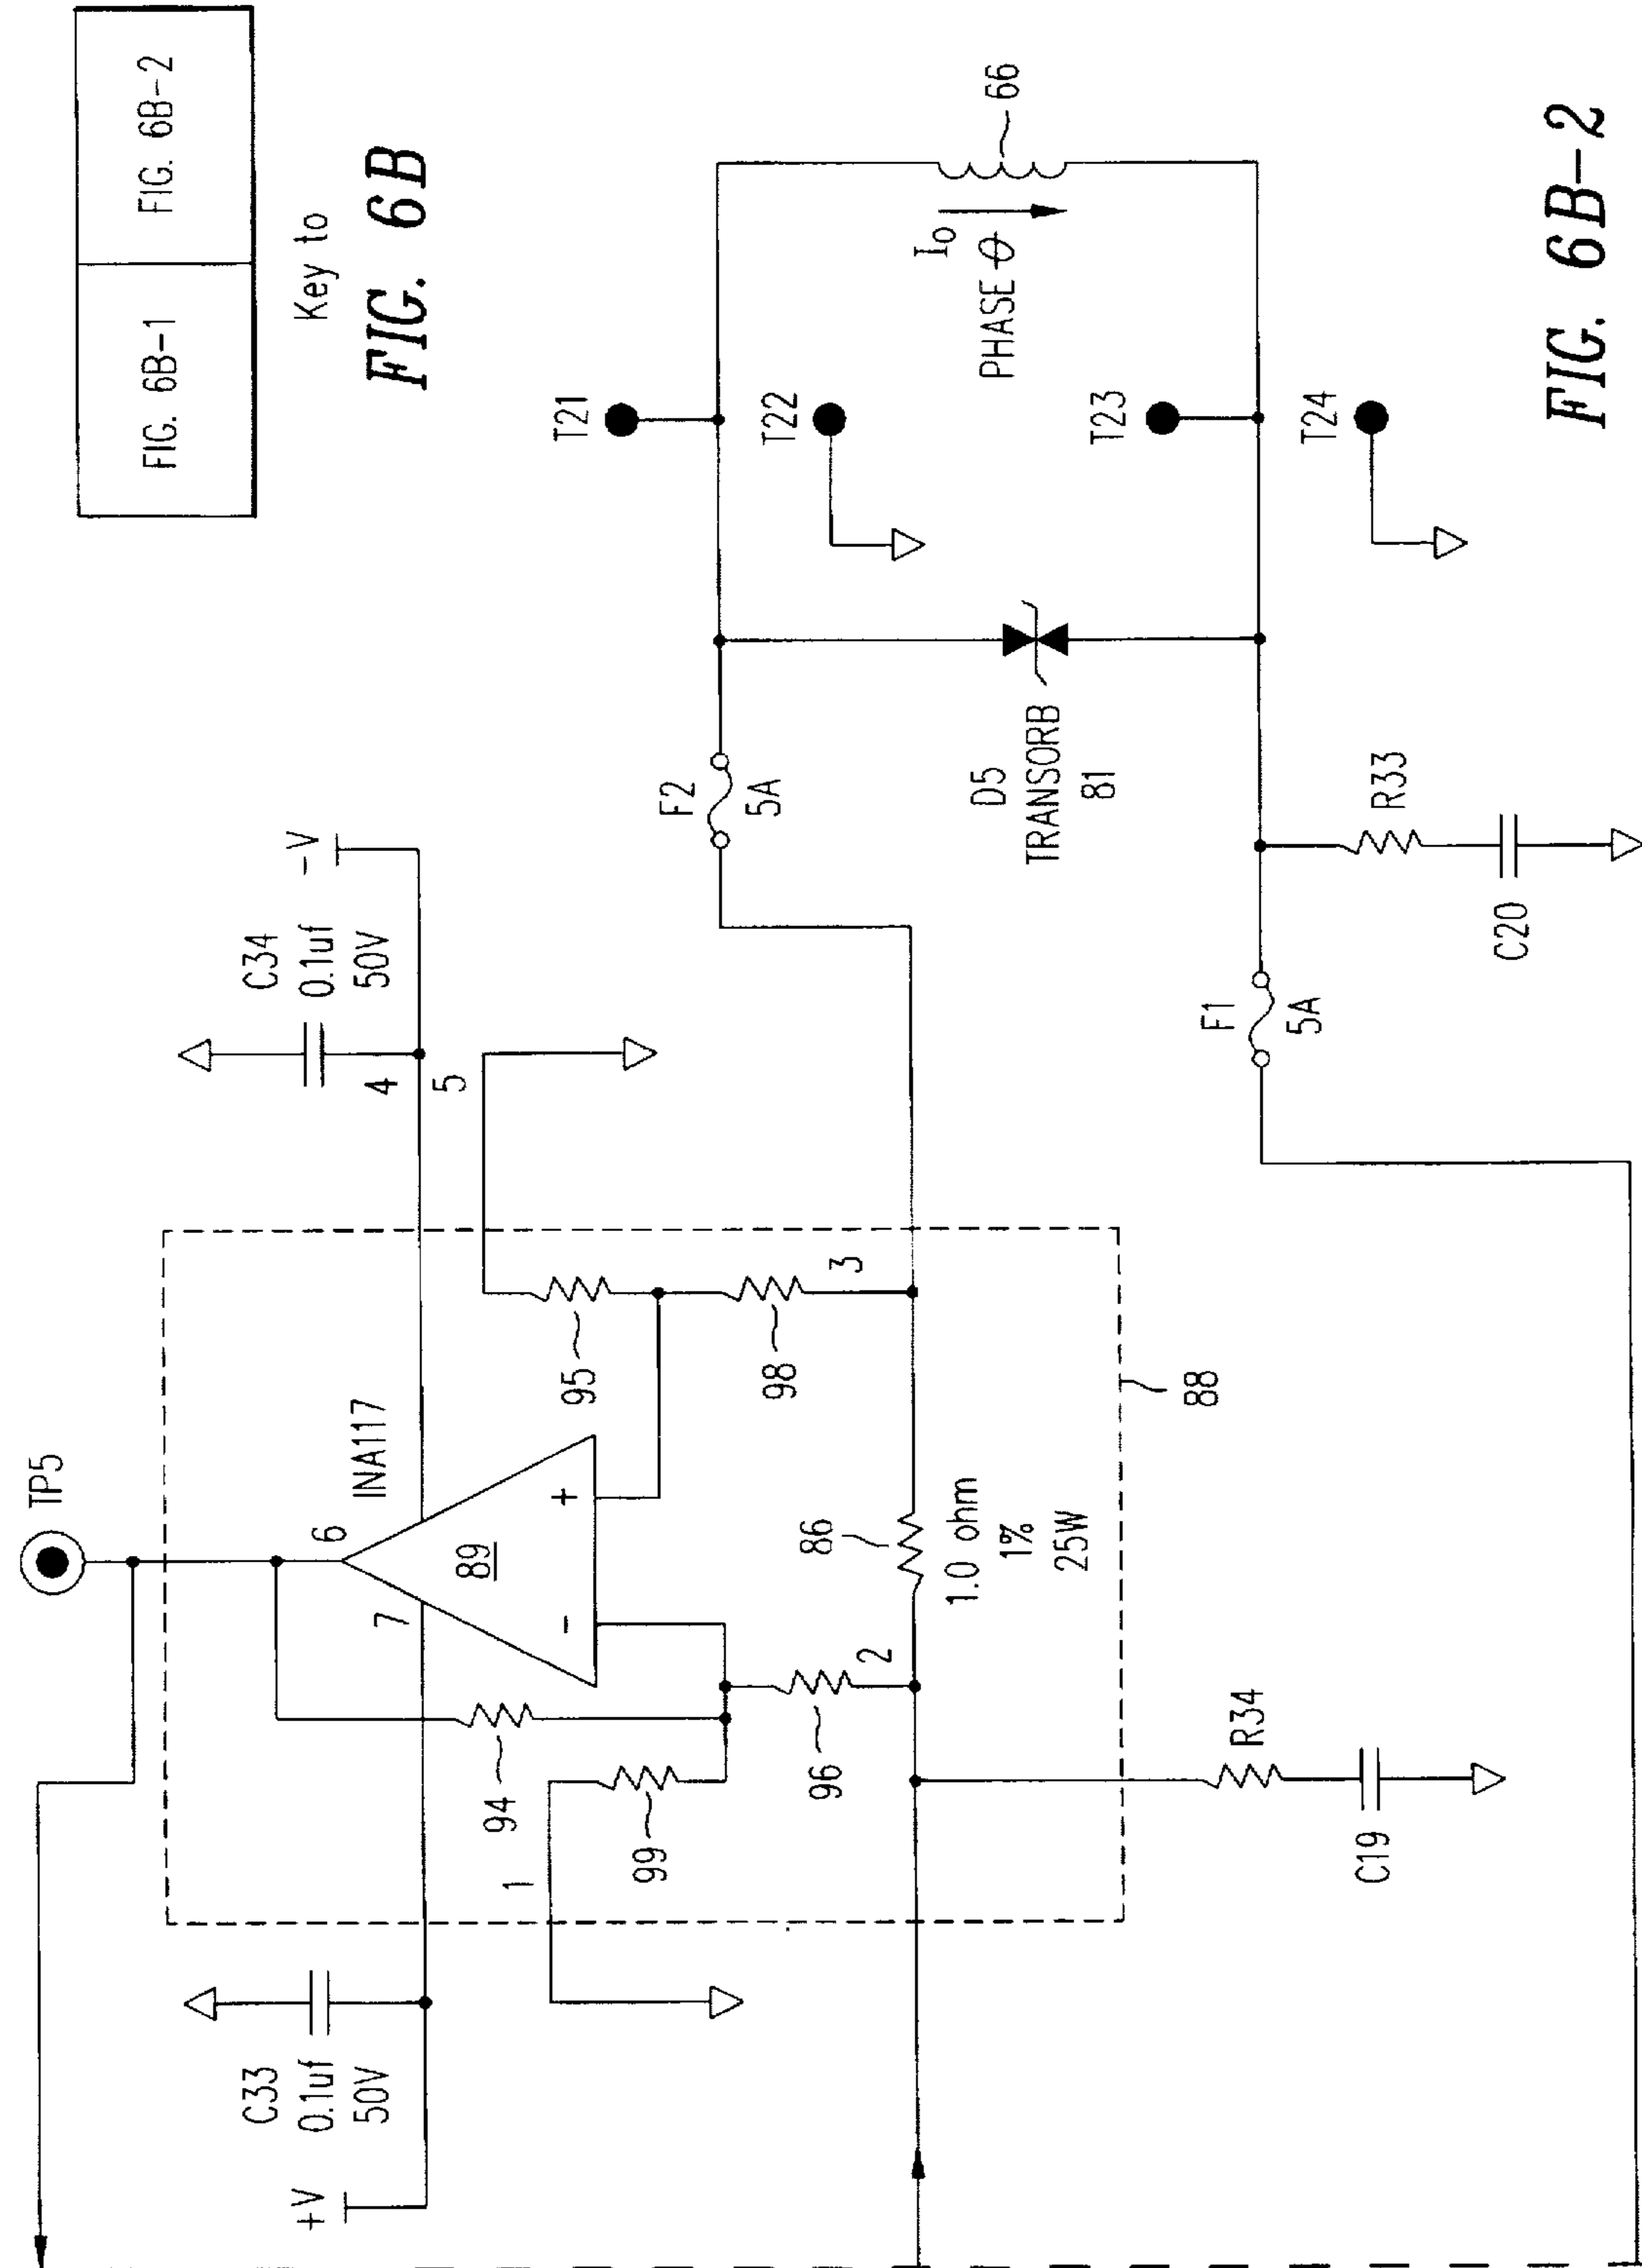 FIG. 6B-1
FIG. 6B-2
Key to
FIG. 6B
TP5
+V
C33
0.1uf
50V
7
6
INA117
89
-
+
C34
0.1uf
50V
-V
4
5
1
94
99
96
2
95
98
3
86
1.0 ohm
1%
25W
88
R34
C19
F2
5A
T21
T22
D5
TRANSORB
81
I0
PHASE θ
66
T23
T24
F1
5A
R33
C20
FIG. 6B-2